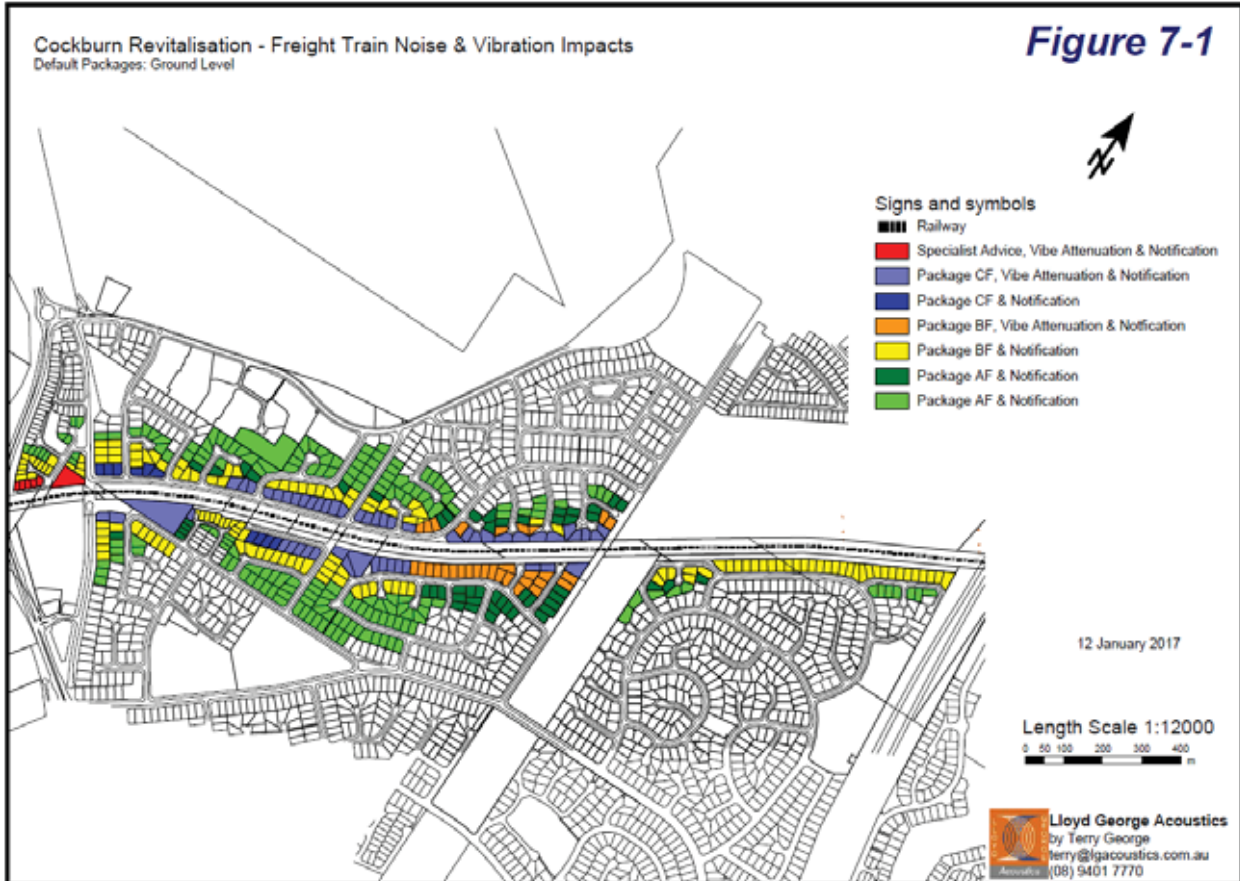 Cockburn Revitalisation - Freight Train Noise & Vibration Impacts
Default Packages: Ground Level
Figure 7-1
Signs and symbols
Railway
Specialist Advice, Vibe Attenuation & Notification
Package CF, Vibe Attenuation & Notification
Package CF & Notification
Package BF, Vibe Attenuation & Notfication
Package BF & Notification
Package AF & Notification
Package AF & Notification
12 January 2017
Length Scale 1:12000
0 50 100 200 300 400
m
Lloyd George Acoustics
by Terry George
terry@lgacoustics.com.au
(08) 9401 7770
Acoustics